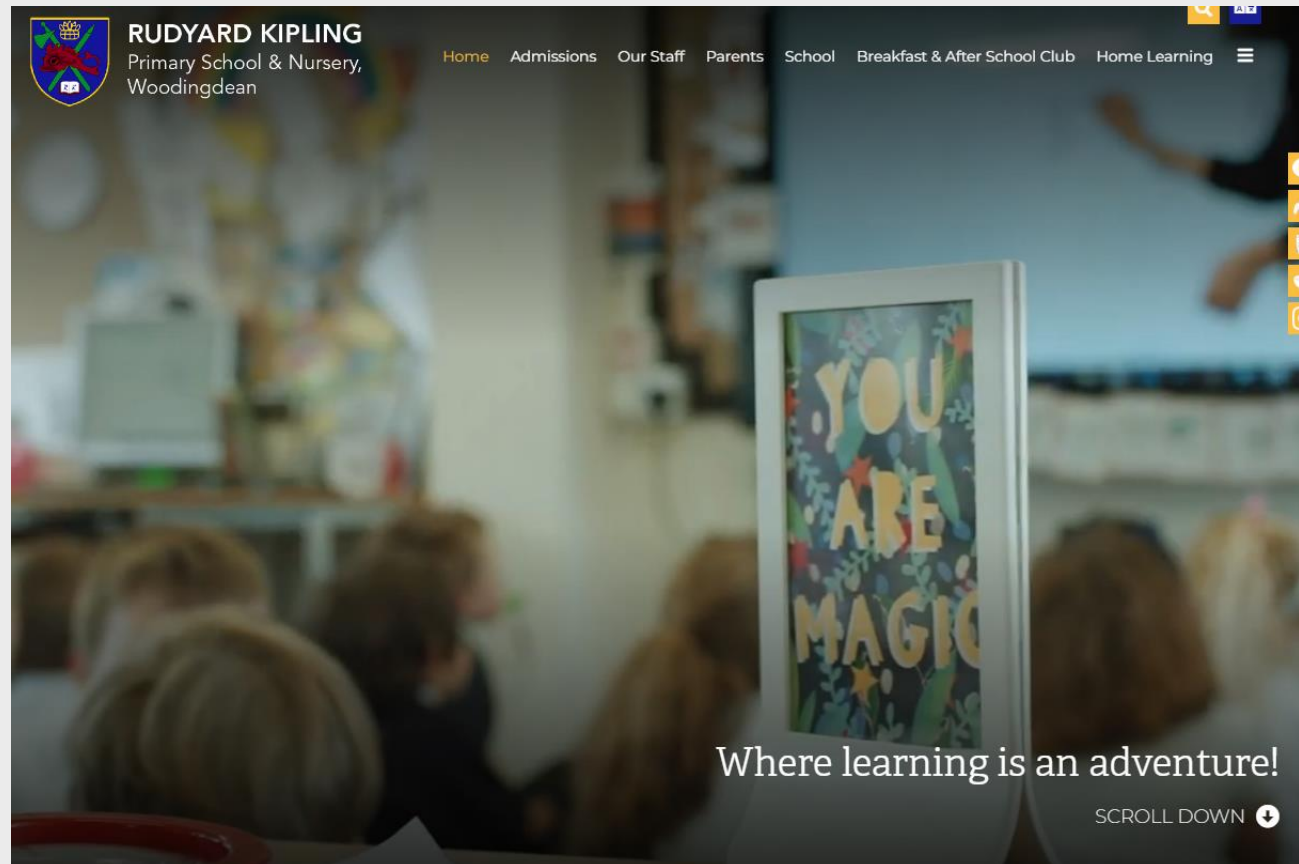 RUDYARD KIPLING
Primary School & Nursery,
Woodingdean
Home Admissions Our Staff Parents School Breakfast & After School Club Home Learning
YOU
ARE
MAGIC
Where learning is an adventure!
SCROLL DOWN